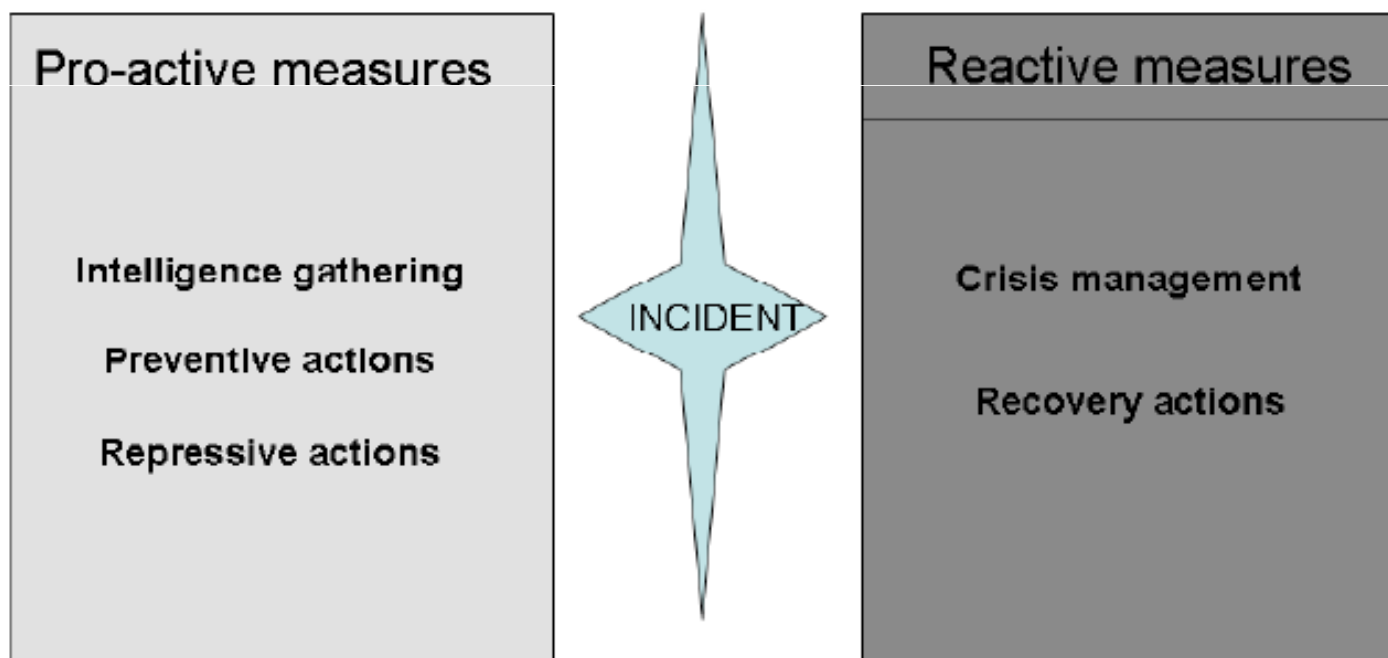 Pro-active measures
Intelligence gathering
Preventive actions
Repressive actions
INCIDENT
Reactive measures
Crisis management
Recovery actions